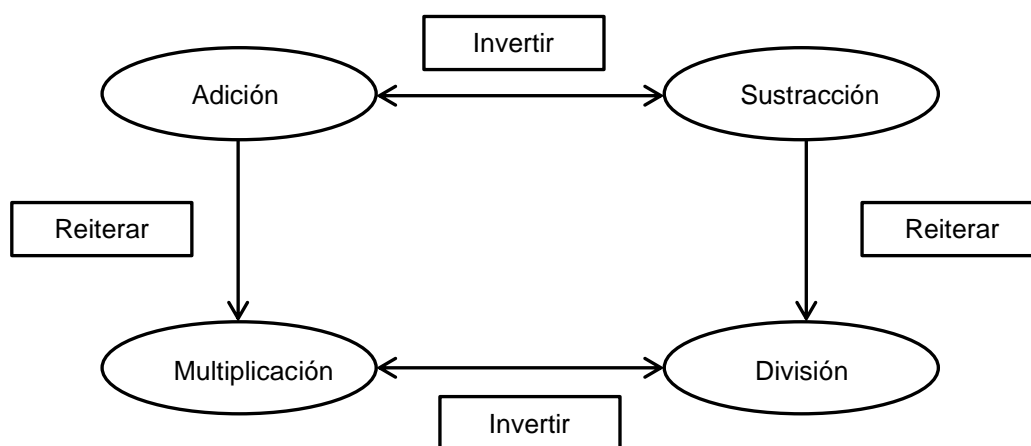 Invertir
Adición
Sustracción
Reiterar
Reiterar
Multiplicación
División
Invertir